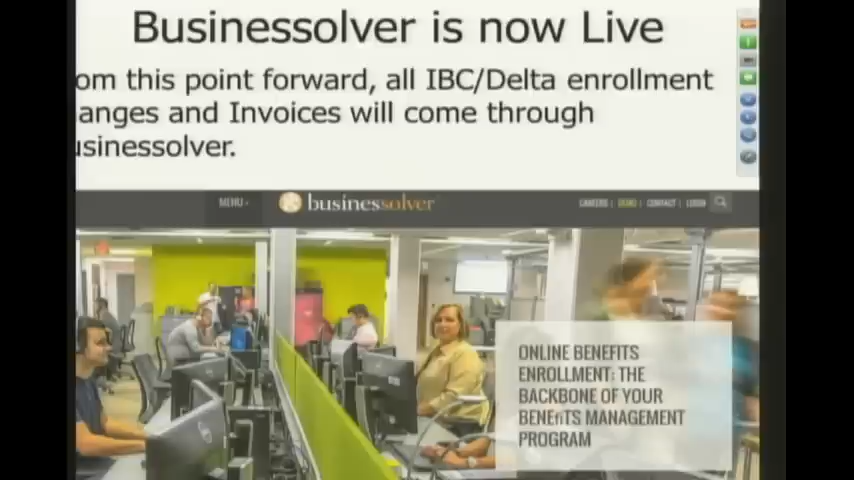 Businessolver is now Live
om this point forward, all IBC/Delta enrollment
anges and Invoices will come through
usinessolver.
MENU
businessolver
CAREERS | DEMO | CONTACT | LOGIN
ONLINE BENEFITS
ENROLLMENT: THE
BACKBONE OF YOUR
BENEFITS MANAGEMENT
PROGRAM